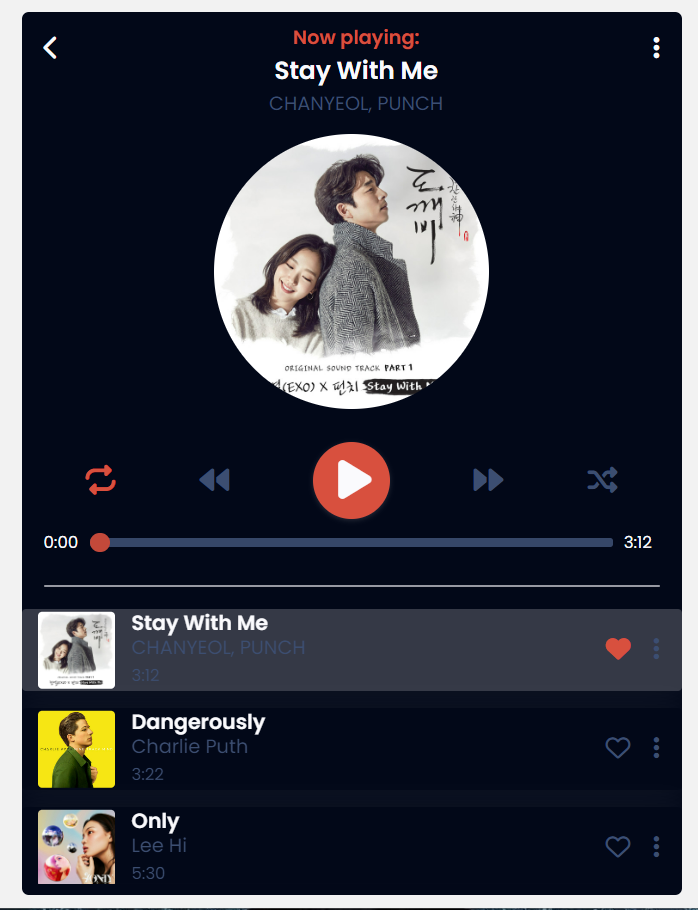 Now playing:
Stay With Me
CHANYEOL, PUNCH
도깨비
ORIGINAL SOUND TRACK PART 1
(EXO) X 펀치 Stay With
0:00
3:12
Stay With Me
CHANYEOL, PUNCH
3:12
Dangerously
Charlie Puth
3:22
Only
Lee Hi
5:30